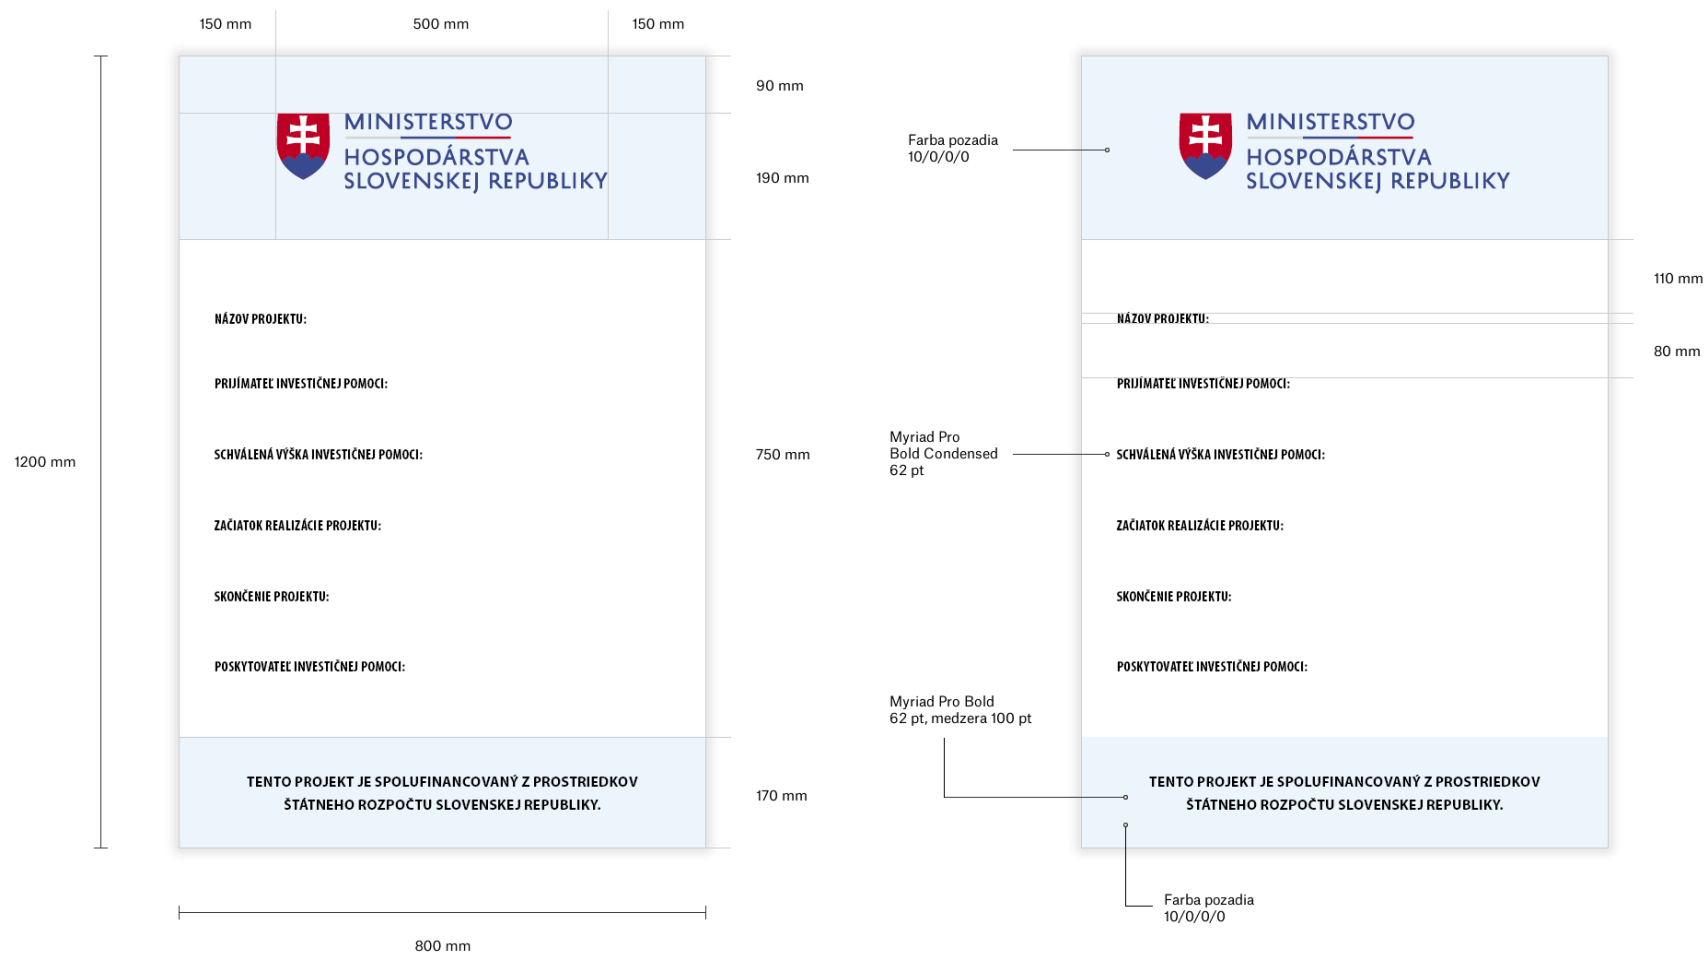 150 mm
500 mm
150 mm
90 mm
MINISTERSTVO
HOSPODÁRSTVA
SLOVENSKEJ REPUBLIKY
190 mm
NÁZOV PROJEKTU:
PRIJÍMATEĽ INVESTIČNEJ POMOCI:
1200 mm
SCHVÁLENÁ VÝŠKA INVESTIČNEJ POMOCI:
750 mm
ZAČIATOK REALIZÁCIE PROJEKTU:
SKONČENIE PROJEKTU:
POSKYTOVATEĽ INVESTIČNEJ POMOCI:
TENTO PROJEKT JE SPOLUFINANCOVANÝ Z PROSTRIEDKOV
ŠTÁTNEHO ROZPOČTU SLOVENSKEJ REPUBLIKY.
170 mm
800 mm
Farba pozadia
10/0/0/0
MINISTERSTVO
HOSPODÁRSTVA
SLOVENSKEJ REPUBLIKY
110 mm
NÁZOV PROJEKTU:
80 mm
PRIJÍMATEĽ INVESTIČNEJ POMOCI:
Myriad Pro
Bold Condensed
62 pt
SCHVÁLENÁ VÝŠKA INVESTIČNEJ POMOCI:
ZAČIATOK REALIZÁCIE PROJEKTU:
SKONČENIE PROJEKTU:
POSKYTOVATEĽ INVESTIČNEJ POMOCI:
Myriad Pro Bold
62 pt, medzera 100 pt
TENTO PROJEKT JE SPOLUFINANCOVANÝ Z PROSTRIEDKOV
ŠTÁTNEHO ROZPOČTU SLOVENSKEJ REPUBLIKY.
Farba pozadia
10/0/0/0